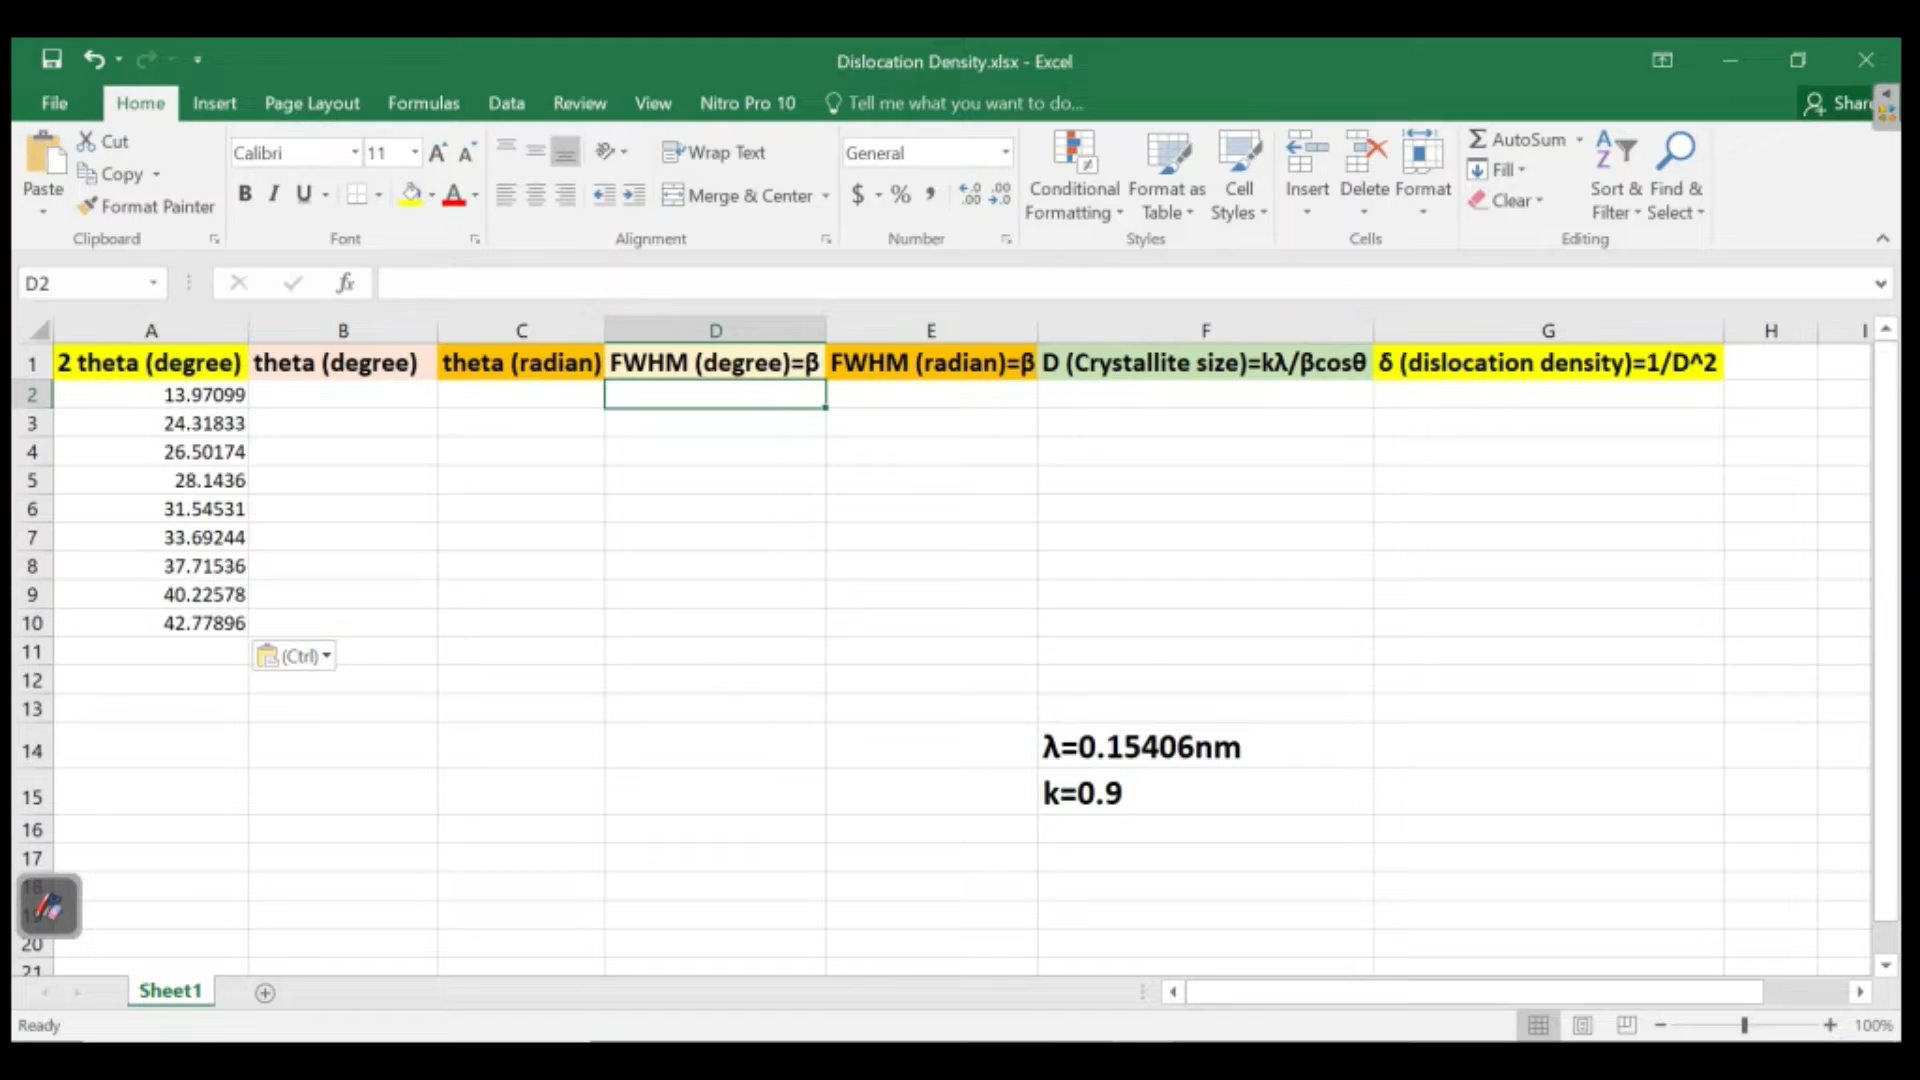 Dislocation Density.xlsx - Excel
File Home Insert Page Layout Formulas Data Review View Nitro Pro 10 Tell me what you want to do... Share
Paste
Cut
Copy
Format Painter
Clipboard
Calibri 11
B I U
Font
Wrap Text
Merge & Center
Alignment
General
$ % ,
Number
Conditional Formatting
Format as Table
Cell Styles
Styles
Insert Delete Format
Cells
AutoSum
Fill
Clear
Sort & Filter
Find & Select
Editing
D2 fx
A B C D E F G H I
1 2 theta (degree) theta (degree) theta (radian) FWHM (degree)=β FWHM (radian)=β D (Crystallite size)=kλ/βcosθ δ (dislocation density)=1/D^2
2 13.97099
3 24.31833
4 26.50174
5 28.1436
6 31.54531
7 33.69244
8 37.71536
9 40.22578
10 42.77896
11 (Ctrl)
12
13
14 λ=0.15406nm
15 k=0.9
16
17
18
19
20
21
Sheet1
Ready 100%